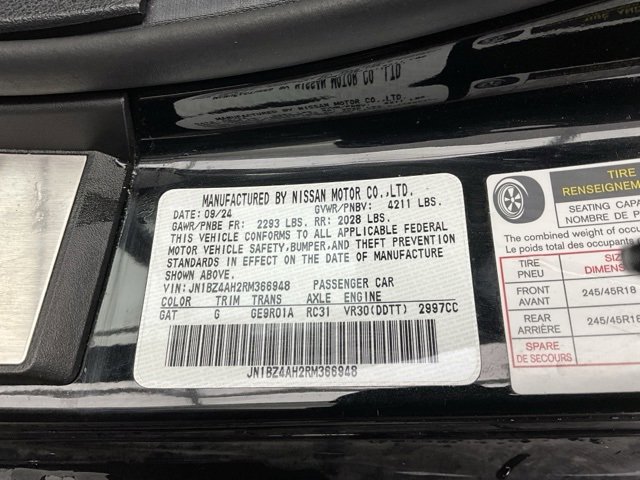 MANUFACTURED BY NISSAN MOTOR CO.,LTD.
DATE: 09/24 GVWR/PNBV: 4211 LBS.
GAWR/PNBE FR: 2293 LBS. RR: 2028 LBS.
THIS VEHICLE CONFORMS TO ALL APPLICABLE FEDERAL
MOTOR VEHICLE SAFETY,BUMPER,AND THEFT PREVENTION
STANDARDS IN EFFECT ON THE DATE OF MANUFACTURE
SHOWN ABOVE.
VIN: JN1BZ4AH2RM366948 PASSENGER CAR
COLOR TRIM TRANS AXLE ENGINE
GAT G GE9R01A RC31 VR30(DDTT) 2997CC
JN1BZ4AH2RM366948
TIRE
RENSEIGNEME
SEATING CAPA
NOMBRE DE P
The combined weight of occupants
Le poids total des occupants
TIRE SIZ
PNEU DIMENS
FRONT 245/45R18
AVANT
REAR 245/45R18
ARRIÈRE
SPARE
DE SECOURS